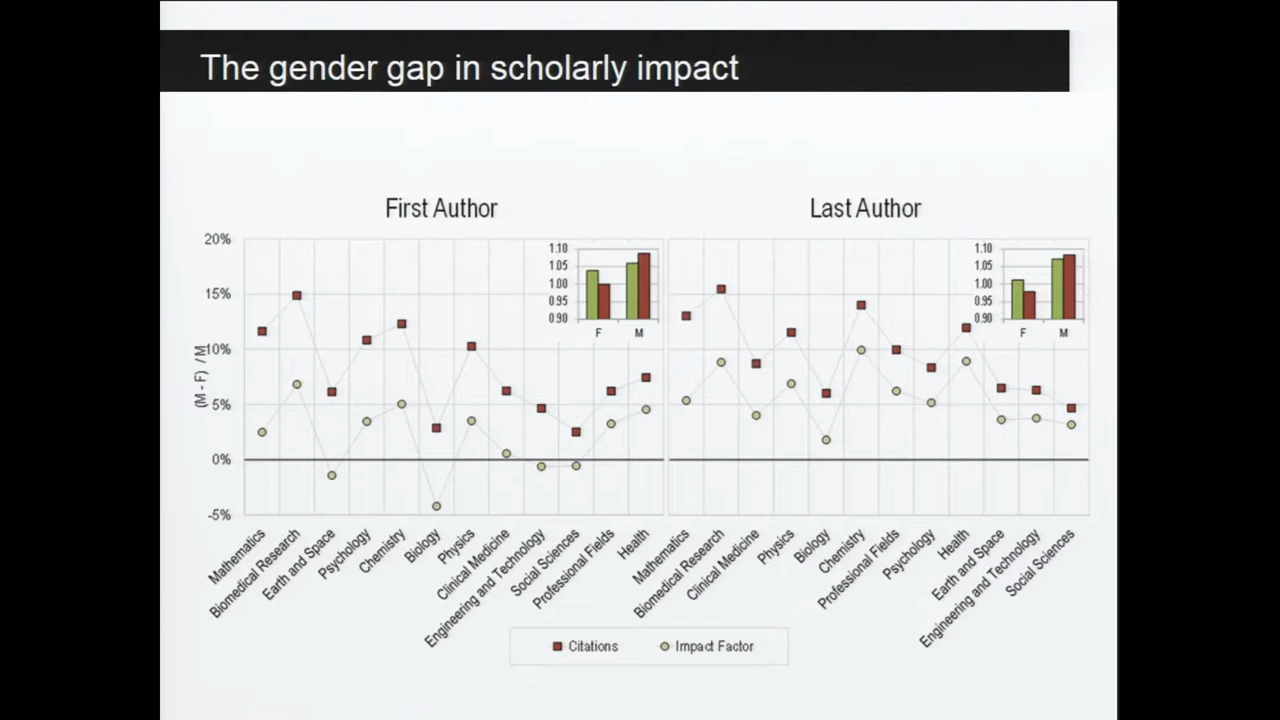 The gender gap in scholarly impact
First Author
Last Author
(M - F) / M
20%
15%
10%
5%
0%
-5%
1.10
1.05
1.00
0.95
0.90
F
M
1.10
1.05
1.00
0.95
0.90
F
M
Mathematics
Biomedical Research
Earth and Space
Psychology
Chemistry
Biology
Physics
Clinical Medicine
Engineering and Technology
Social Sciences
Professional Fields
Health
Mathematics
Biomedical Research
Clinical Medicine
Physics
Biology
Chemistry
Professional Fields
Psychology
Health
Earth and Space
Engineering and Technology
Social Sciences
Citations
Impact Factor